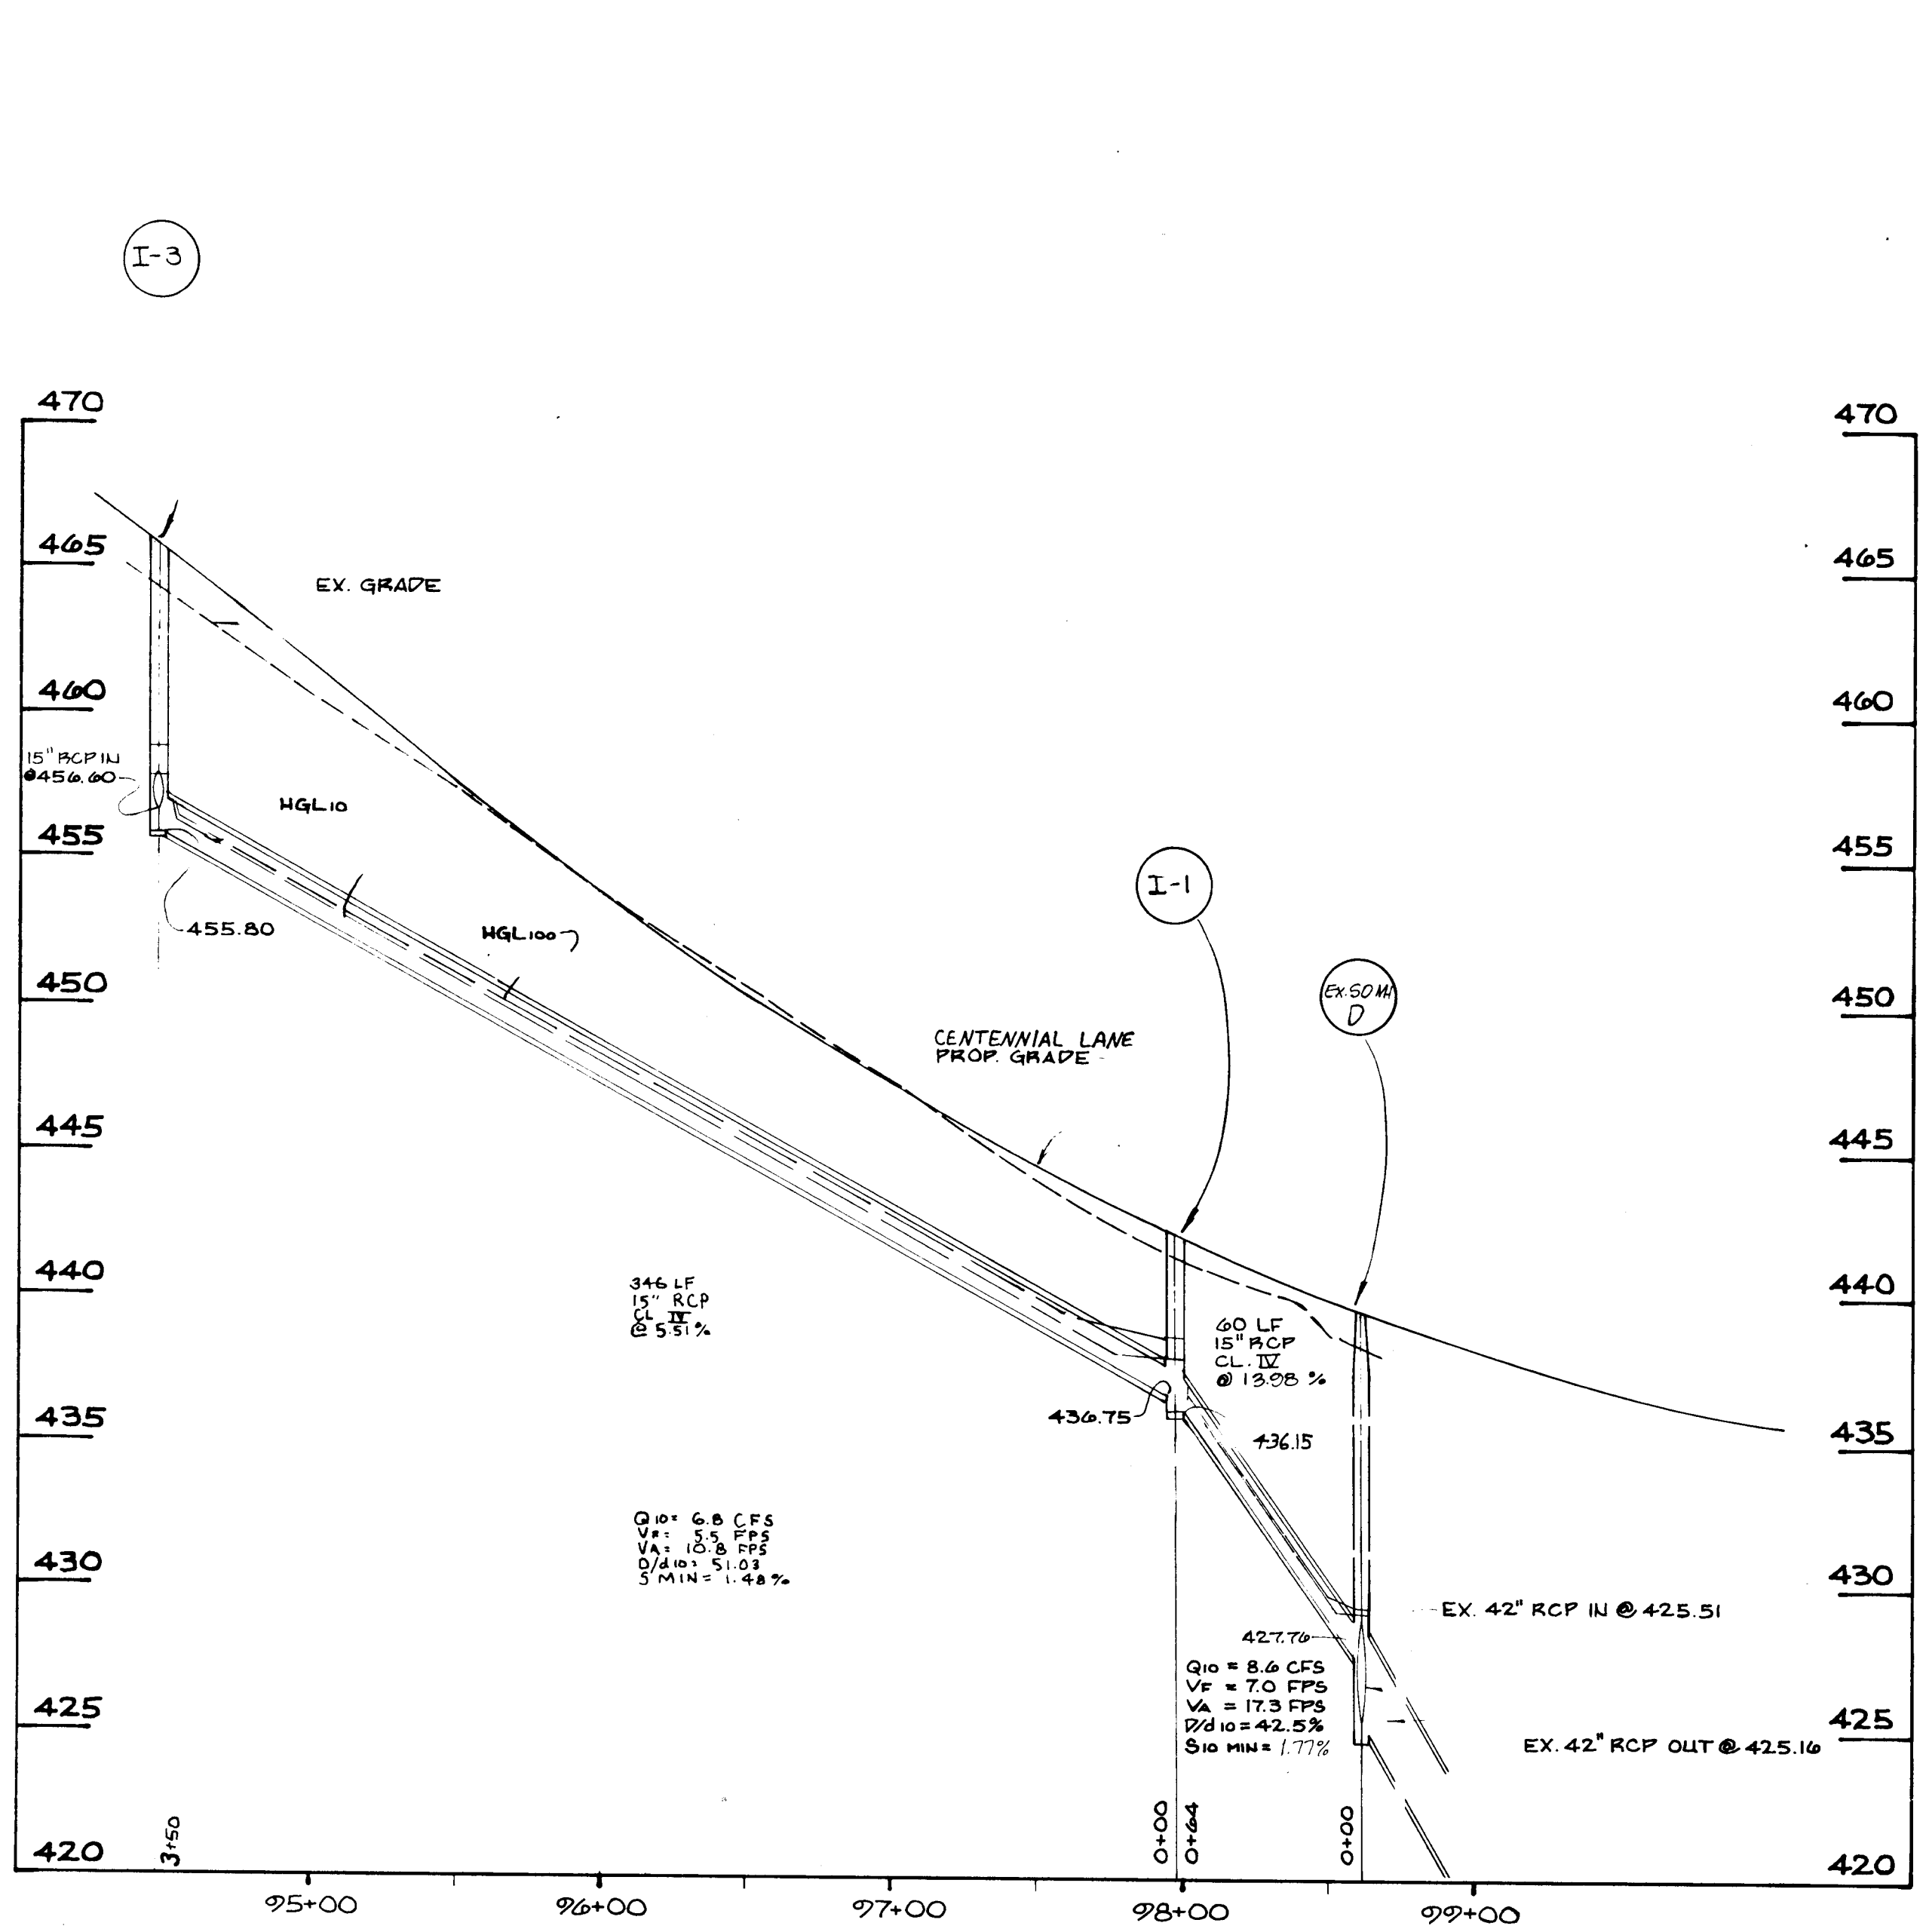 I-3
470
470
465
465
EX. GRADE
460
460
15" RCP IN
@456.60
HGL10
455
455
I-1
455.80
HGL100
450
450
EX. SD MH
D
CENTENNIAL LANE
PROP. GRADE
445
445
440
440
346 LF
15" RCP
CL. IV
@ 5.51%
60 LF
15" RCP
CL. IV
@ 13.98 %
435
435
436.75
436.15
Q10= 6.8 CFS
VF= 5.5 FPS
VA= 10.8 FPS
D/d10= 51.03
S MIN= 1.48%
430
430
EX. 42" RCP IN @ 425.51
427.76
Q10 = 8.6 CFS
VF = 7.0 FPS
VA = 17.3 FPS
D/d 10 = 42.5%
S10 MIN = 1.77%
425
425
EX. 42" RCP OUT @ 425.16
3+50
0+00
0+64
0+00
420
420
95+00
96+00
97+00
98+00
99+00